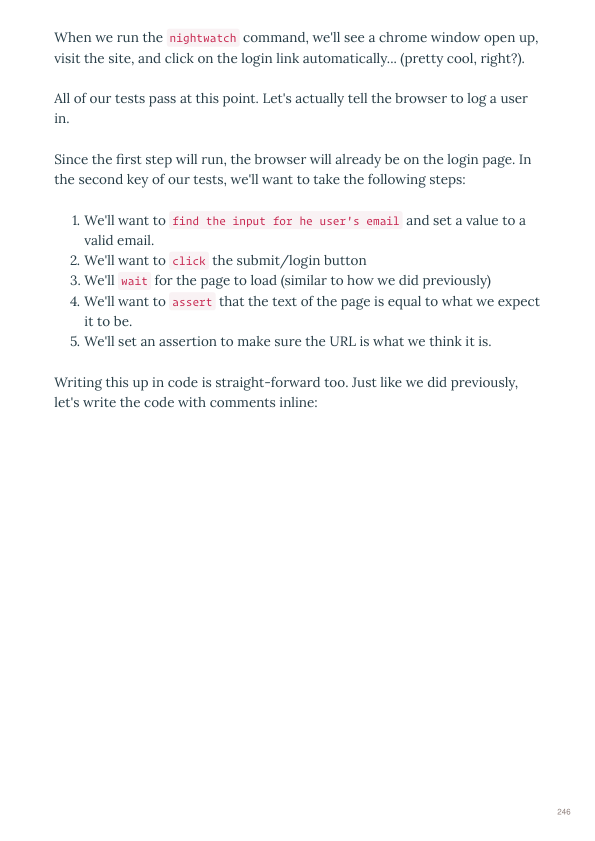 When we run the nightwatch command, we'll see a chrome window open up,
visit the site, and click on the login link automatically... (pretty cool, right?).
All of our tests pass at this point. Let's actually tell the browser to log a user
in.
Since the first step will run, the browser will already be on the login page. In
the second key of our tests, we'll want to take the following steps:
1. We'll want to find the input for he user's email and set a value to a
valid email.
2. We'll want to click the submit/login button
3. We'll wait for the page to load (similar to how we did previously)
4. We'll want to assert that the text of the page is equal to what we expect
it to be.
5. We'll set an assertion to make sure the URL is what we think it is.
Writing this up in code is straight-forward too. Just like we did previously,
let's write the code with comments inline:
246